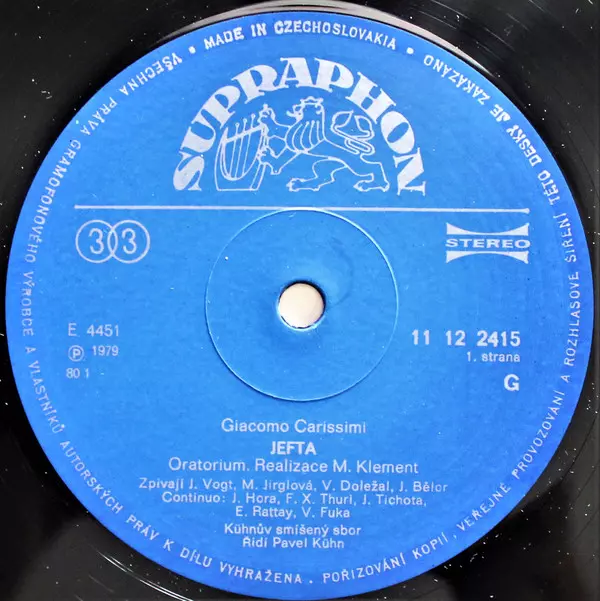 VŠECHNA PRÁVA GRAMOFONOVÉHO VÝROBCE A VLASTNÍKŮ AUTORSKÝCH PRÁV K DÍLU VYHRAŽENA. POŘIZOVÁNÍ KOPIÍ, VEŘEJNÉ PROVOZOVÁNÍ A ROZHLASOVÉ ŠÍŘENÍ TÉTO DESKY JE ZAKÁZÁNO
• MADE IN CZECHOSLOVAKIA •
SUPRAPHON
33
STEREO
E 4451
Ⓟ 1979
80 1
11 12 2415
1. strana
G
Giacomo Carissimi
JEFTA
Oratorium. Realizace M. Klement
Zpívají J. Vogt, M. Jirglová, V. Doležal, J. Bělor
Continuo: J. Hora, F. X. Thuri, J. Tichota,
E. Rattay, V. Fuka
Kühnův smíšený sbor
Řídí Pavel Kühn